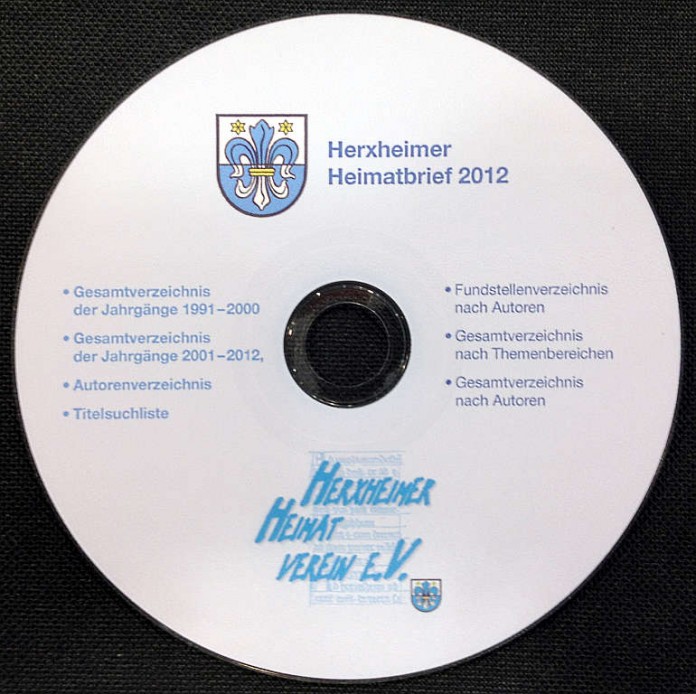 Herxheimer
Heimatbrief 2012
• Gesamtverzeichnis
der Jahrgänge 1991–2000
• Gesamtverzeichnis
der Jahrgänge 2001–2012,
• Autorenverzeichnis
• Titelsuchliste
• Fundstellenverzeichnis
nach Autoren
• Gesamtverzeichnis
nach Themenbereichen
• Gesamtverzeichnis
nach Autoren
HERXHEIMER
HEIMAT
VEREIN E.V.